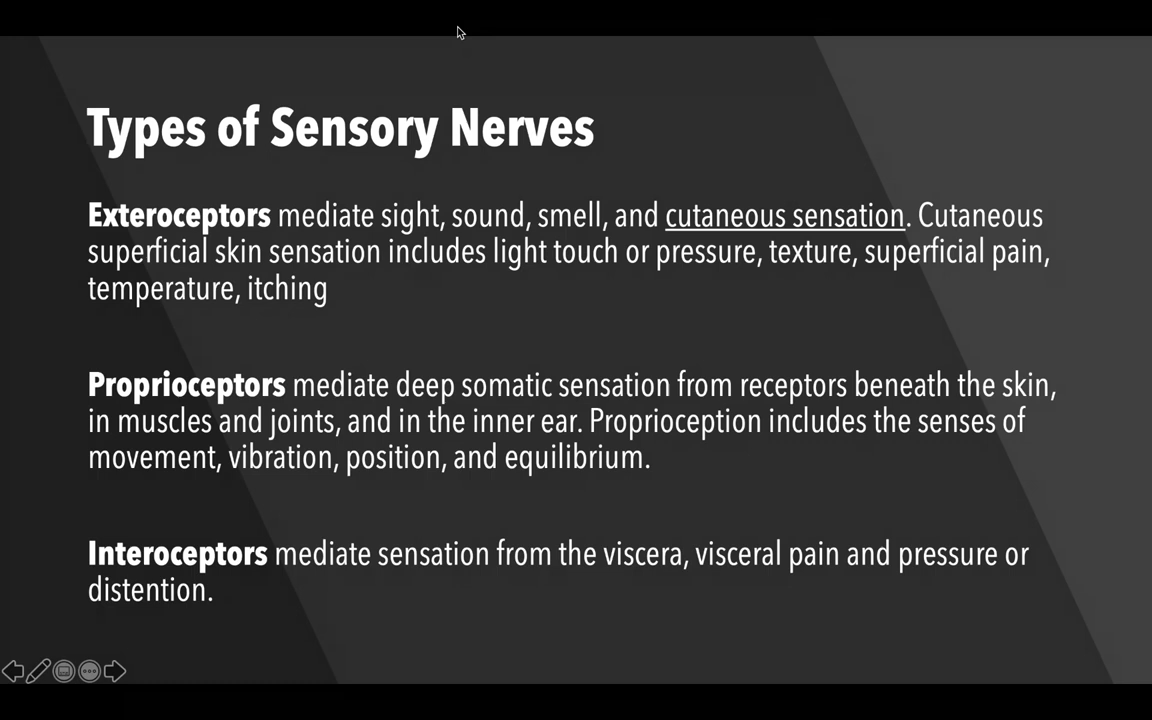 Types of Sensory Nerves
Exteroceptors mediate sight, sound, smell, and cutaneous sensation. Cutaneous
superficial skin sensation includes light touch or pressure, texture, superficial pain,
temperature, itching
Proprioceptors mediate deep somatic sensation from receptors beneath the skin,
in muscles and joints, and in the inner ear. Proprioception includes the senses of
movement, vibration, position, and equilibrium.
Interoceptors mediate sensation from the viscera, visceral pain and pressure or
distention.